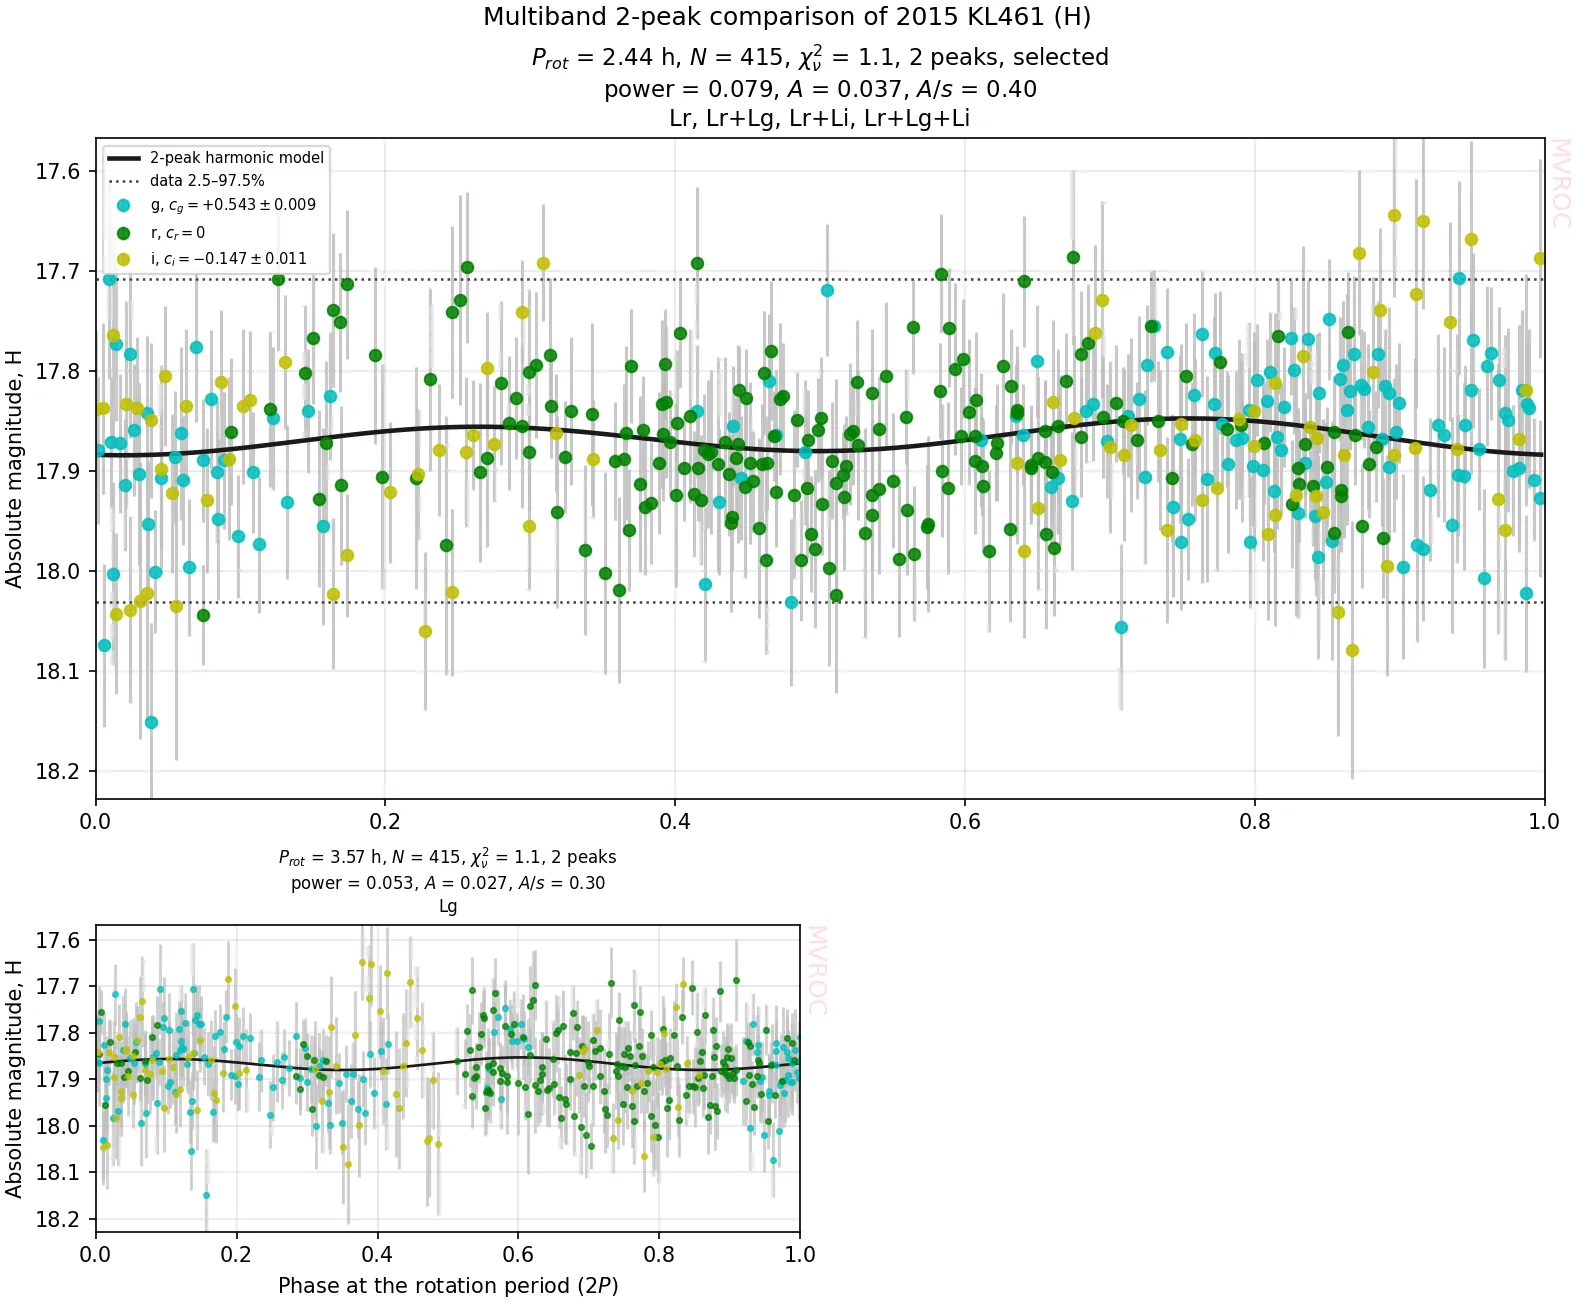 Multiband 2-peak comparison of 2015 KL461 (H)
P_rot = 2.44 h, N = 415, χ²_ν = 1.1, 2 peaks, selected
power = 0.079, A = 0.037, A/s = 0.40
Lr, Lr+Lg, Lr+Li, Lr+Lg+Li
2-peak harmonic model
data 2.5–97.5%
g, c_g = +0.543 ± 0.009
r, c_r = 0
i, c_i = −0.147 ± 0.011
MVROC
Absolute magnitude, H
17.6
17.7
17.8
17.9
18.0
18.1
18.2
0.0 0.2 0.4 0.6 0.8 1.0
P_rot = 3.57 h, N = 415, χ²_ν = 1.1, 2 peaks
power = 0.053, A = 0.027, A/s = 0.30
Lg
MVROC
Absolute magnitude, H
17.6
17.7
17.8
17.9
18.0
18.1
18.2
0.0 0.2 0.4 0.6 0.8 1.0
Phase at the rotation period (2P)